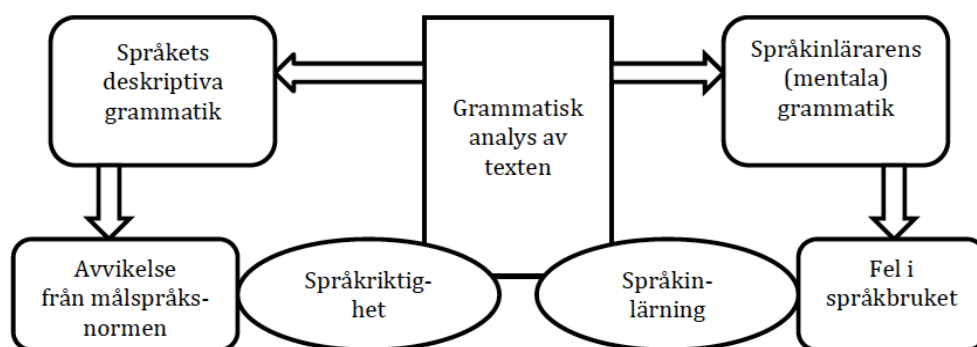 Språkets
deskriptiva
grammatik
Grammatisk
analys av
texten
Språkinlärarens
(mentala)
grammatik
Avvikelse
från målspråks-
normen
Språkriktig-
het
Språkin-
lärning
Fel i
språkbruket